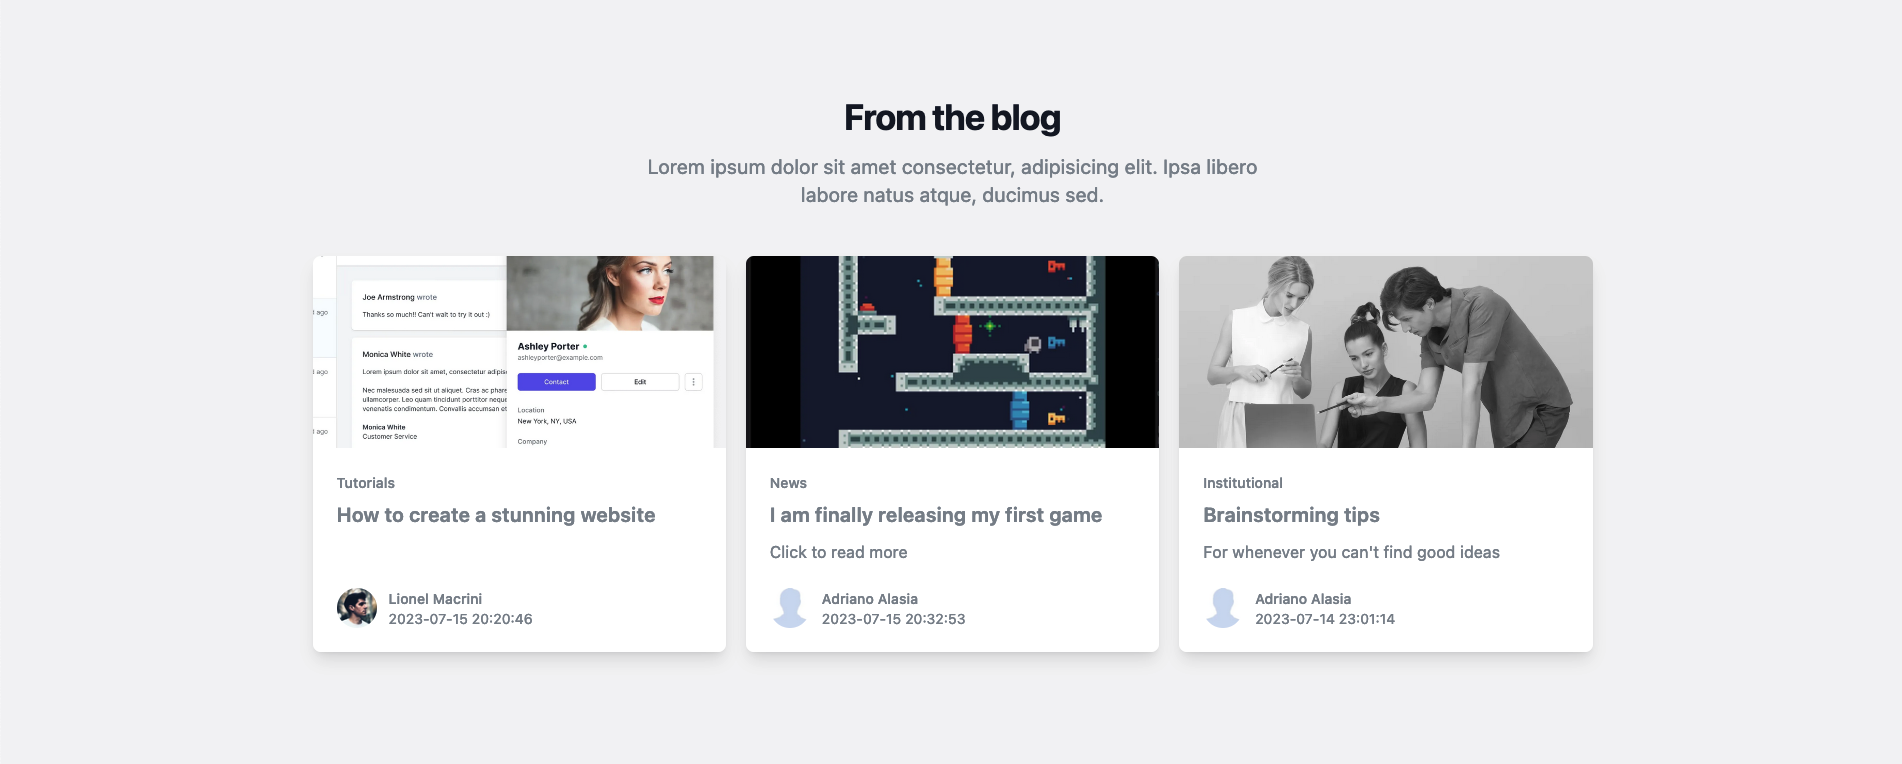 From the blog
Lorem ipsum dolor sit amet consectetur, adipisicing elit. Ipsa libero
labore natus atque, ducimus sed.
ago
Joe Armstrong wrote
Thanks so much!! Can't wait to try it out :)
Monica White wrote
Lorem ipsum dolor sit amet, consectetur
ago
Nec malesuada sed sit ut aliquet. Cras ac
ullamcorper. Leo quam tincidunt porttitor
venenatis condimentum. Convallis accumsan
Monica White
Customer Service
ago
Ashley Porter
ashleyporter@example.com
Contact
Edit
Location
New York, NY, USA
Company
Tutorials
How to create a stunning website
Lionel Macrini
2023-07-15 20:20:46
News
I am finally releasing my first game
Click to read more
Adriano Alasia
2023-07-15 20:32:53
Institutional
Brainstorming tips
For whenever you can't find good ideas
Adriano Alasia
2023-07-14 23:01:14